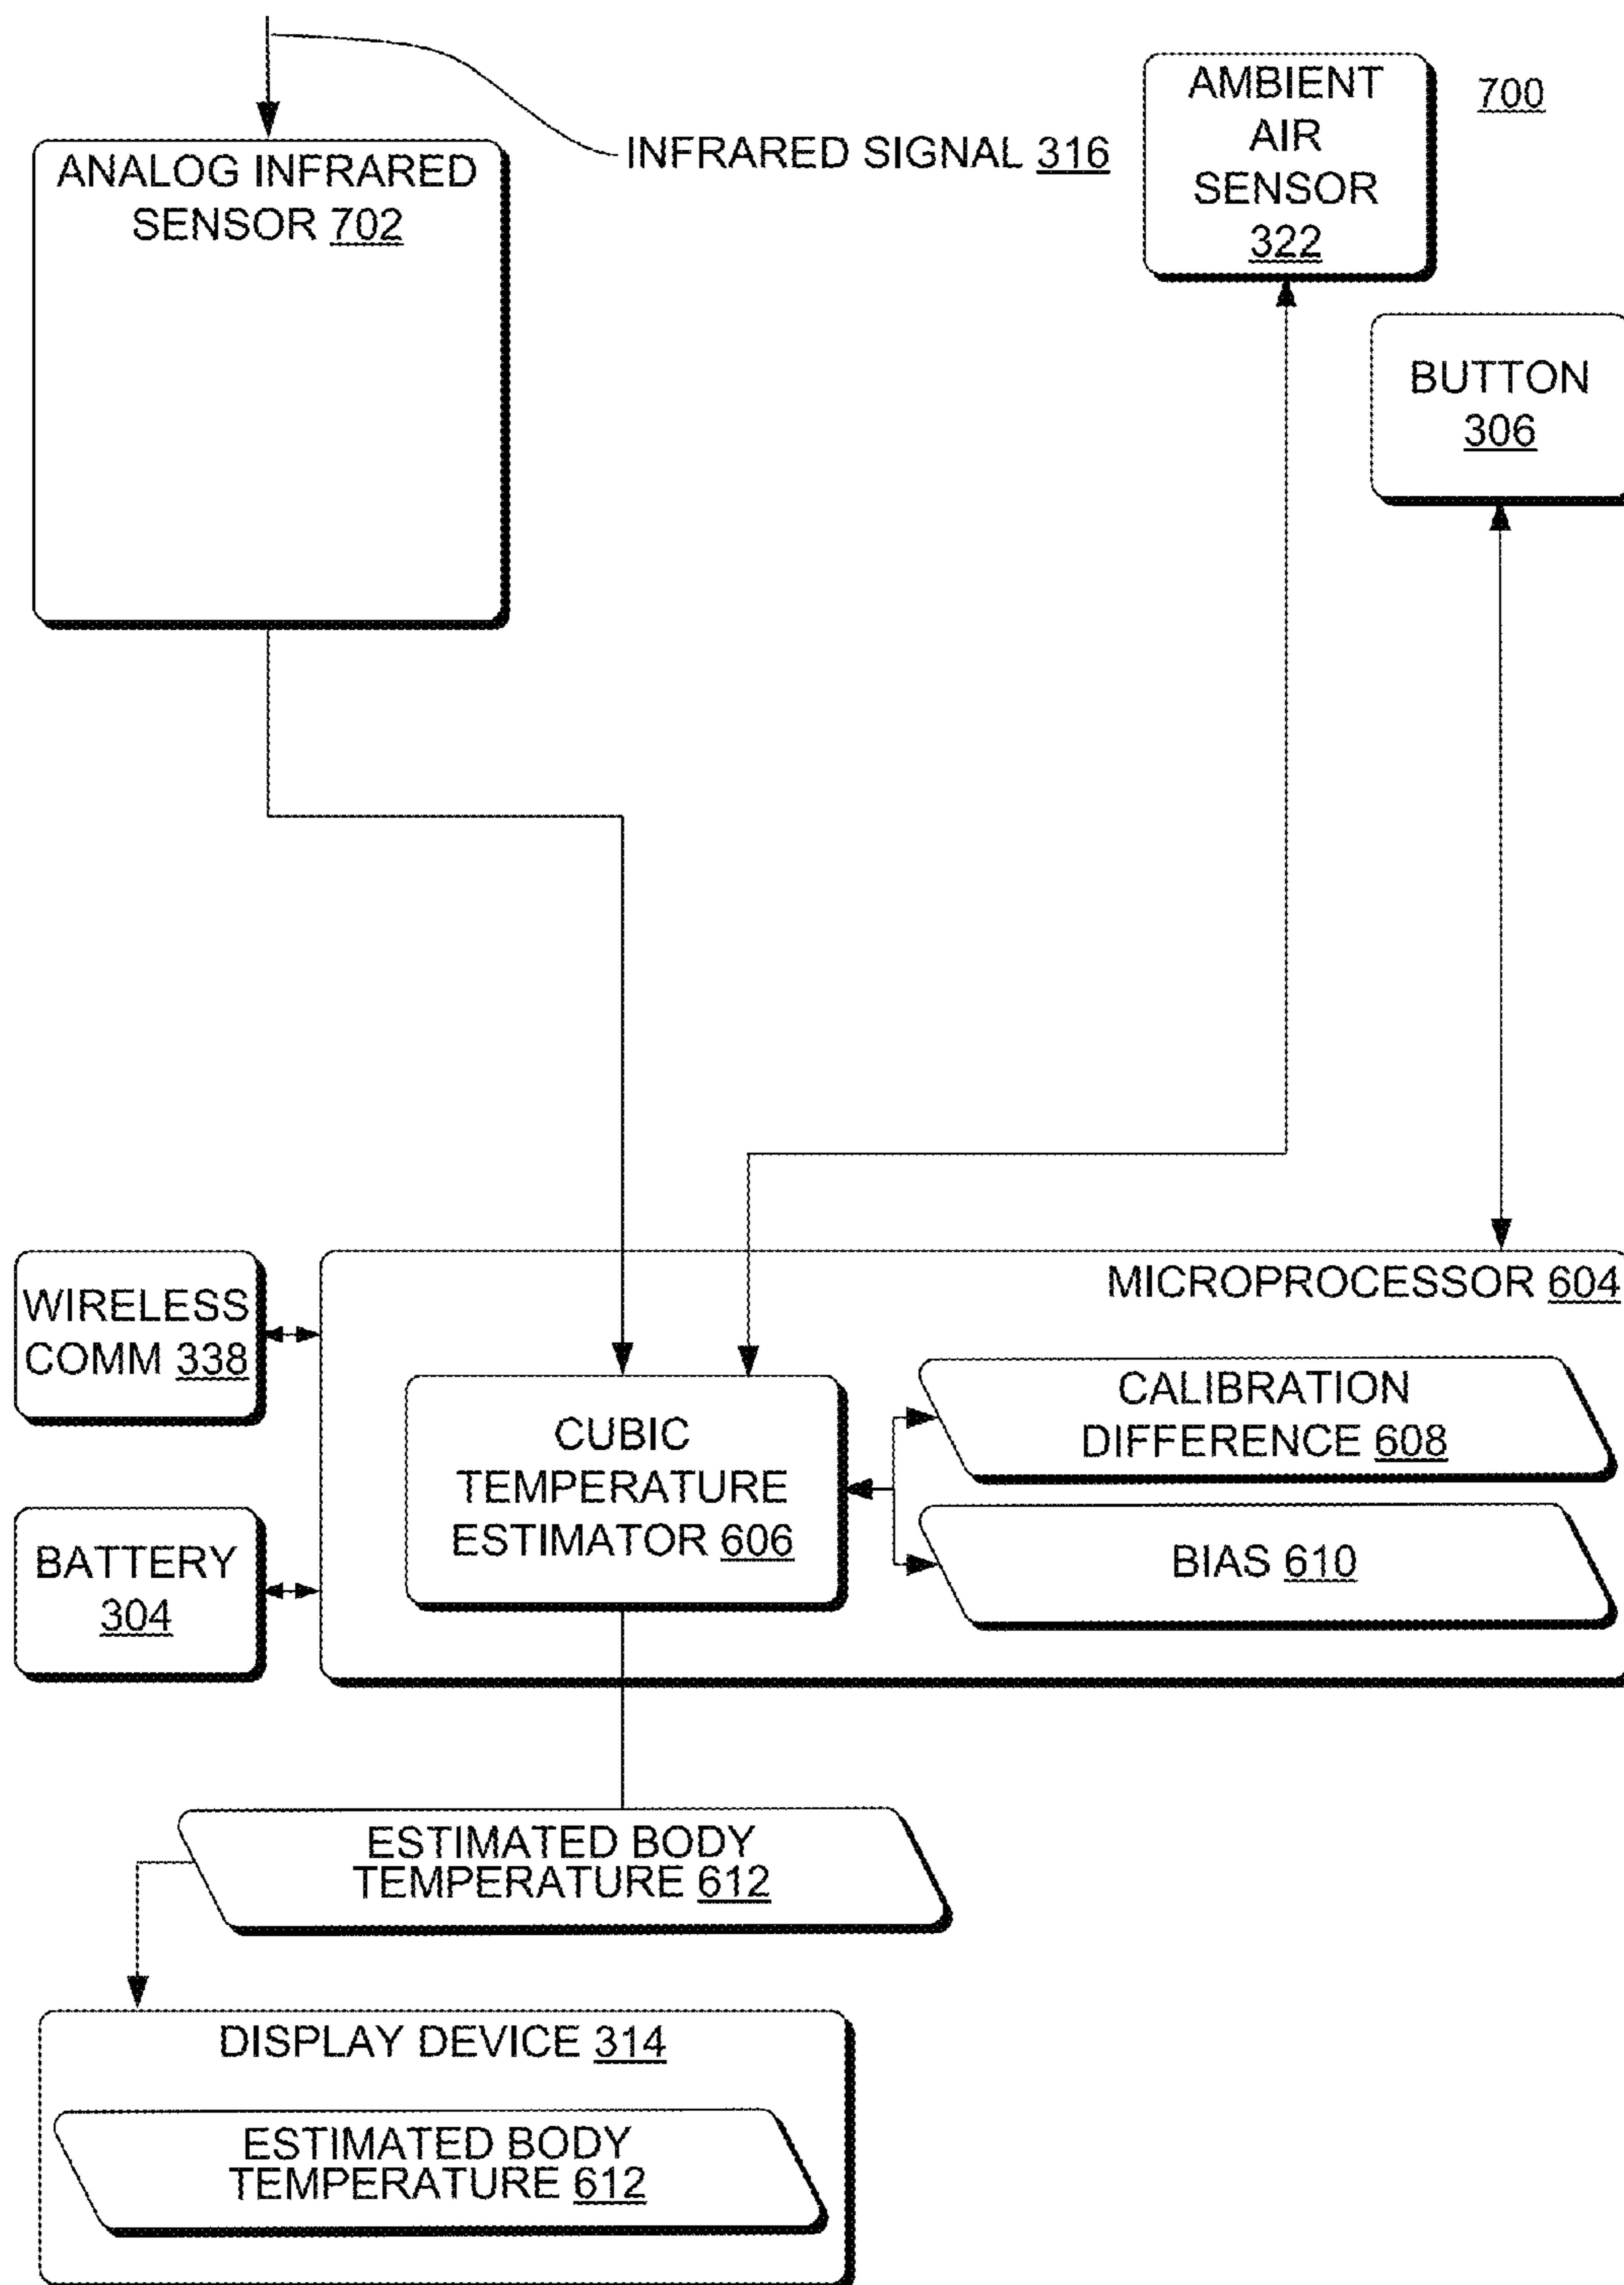 ANALOG INFRARED
SENSOR 702
INFRARED SIGNAL 316
AMBIENT
AIR
SENSOR
322
700
BUTTON
306
MICROPROCESSOR 604
WIRELESS
COMM 338
CUBIC
TEMPERATURE
ESTIMATOR 606
CALIBRATION
DIFFERENCE 608
BIAS 610
BATTERY
304
ESTIMATED BODY
TEMPERATURE 612
DISPLAY DEVICE 314
ESTIMATED BODY
TEMPERATURE 612